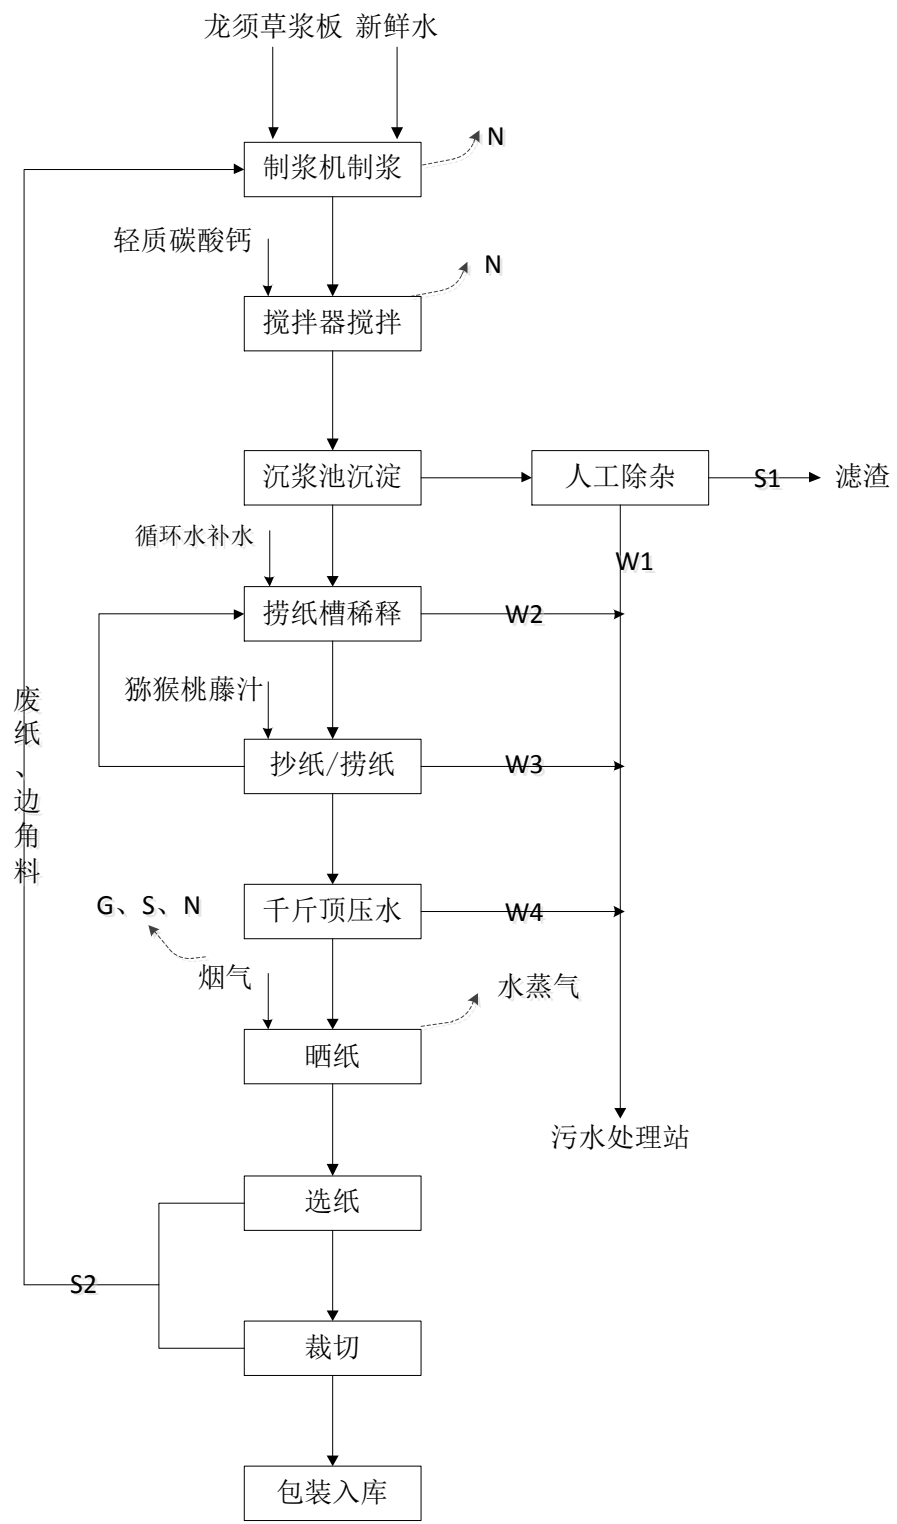 龙须草浆板 新鲜水
N
制浆机制浆
轻质碳酸钙
N
搅拌器搅拌
沉浆池沉淀
人工除杂
S1
滤渣
循环水补水
W1
捞纸槽稀释
W2
猕猴桃藤汁
废纸、边角料
抄纸/捞纸
W3
G、S、N
千斤顶压水
W4
烟气
水蒸气
晒纸
污水处理站
选纸
S2
裁切
包装入库